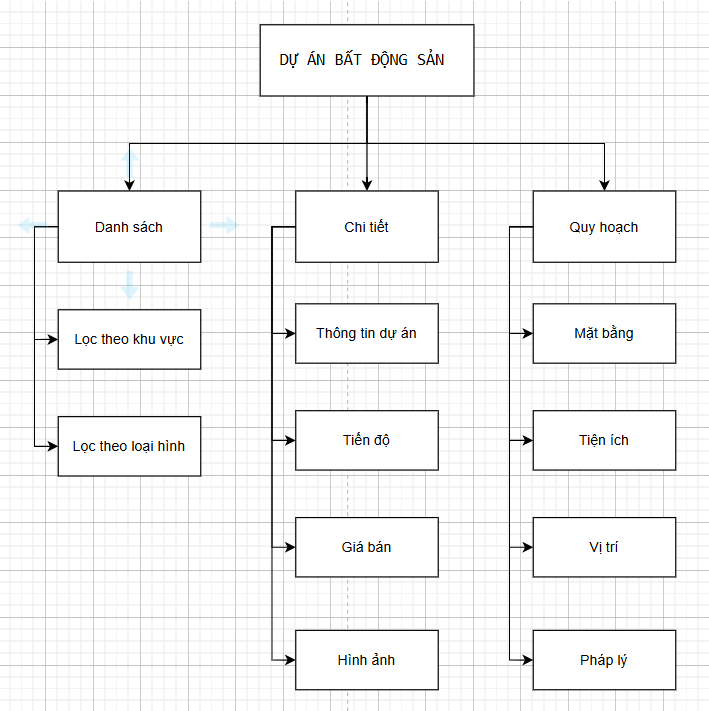 DỰ ÁN BẤT ĐỘNG SẢN
Danh sách
Chi tiết
Quy hoạch
Lọc theo khu vực
Thông tin dự án
Mặt bằng
Lọc theo loại hình
Tiến độ
Tiện ích
Giá bán
Vị trí
Hình ảnh
Pháp lý